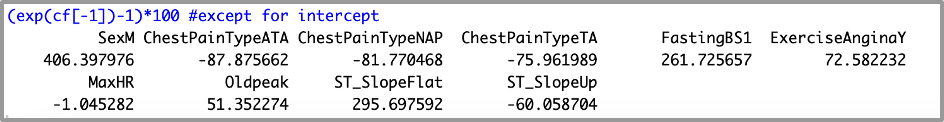 (exp(cf[-1])-1)*100 #except for intercept
SexM ChestPainTypeATA ChestPainTypeNAP ChestPainTypeTA FastingBS1 ExerciseAnginaY
406.397976 -87.875662 -81.770468 -75.961989 261.725657 72.582232
MaxHR Oldpeak ST_SlopeFlat ST_SlopeUp
-1.045282 51.352274 295.697592 -60.058704